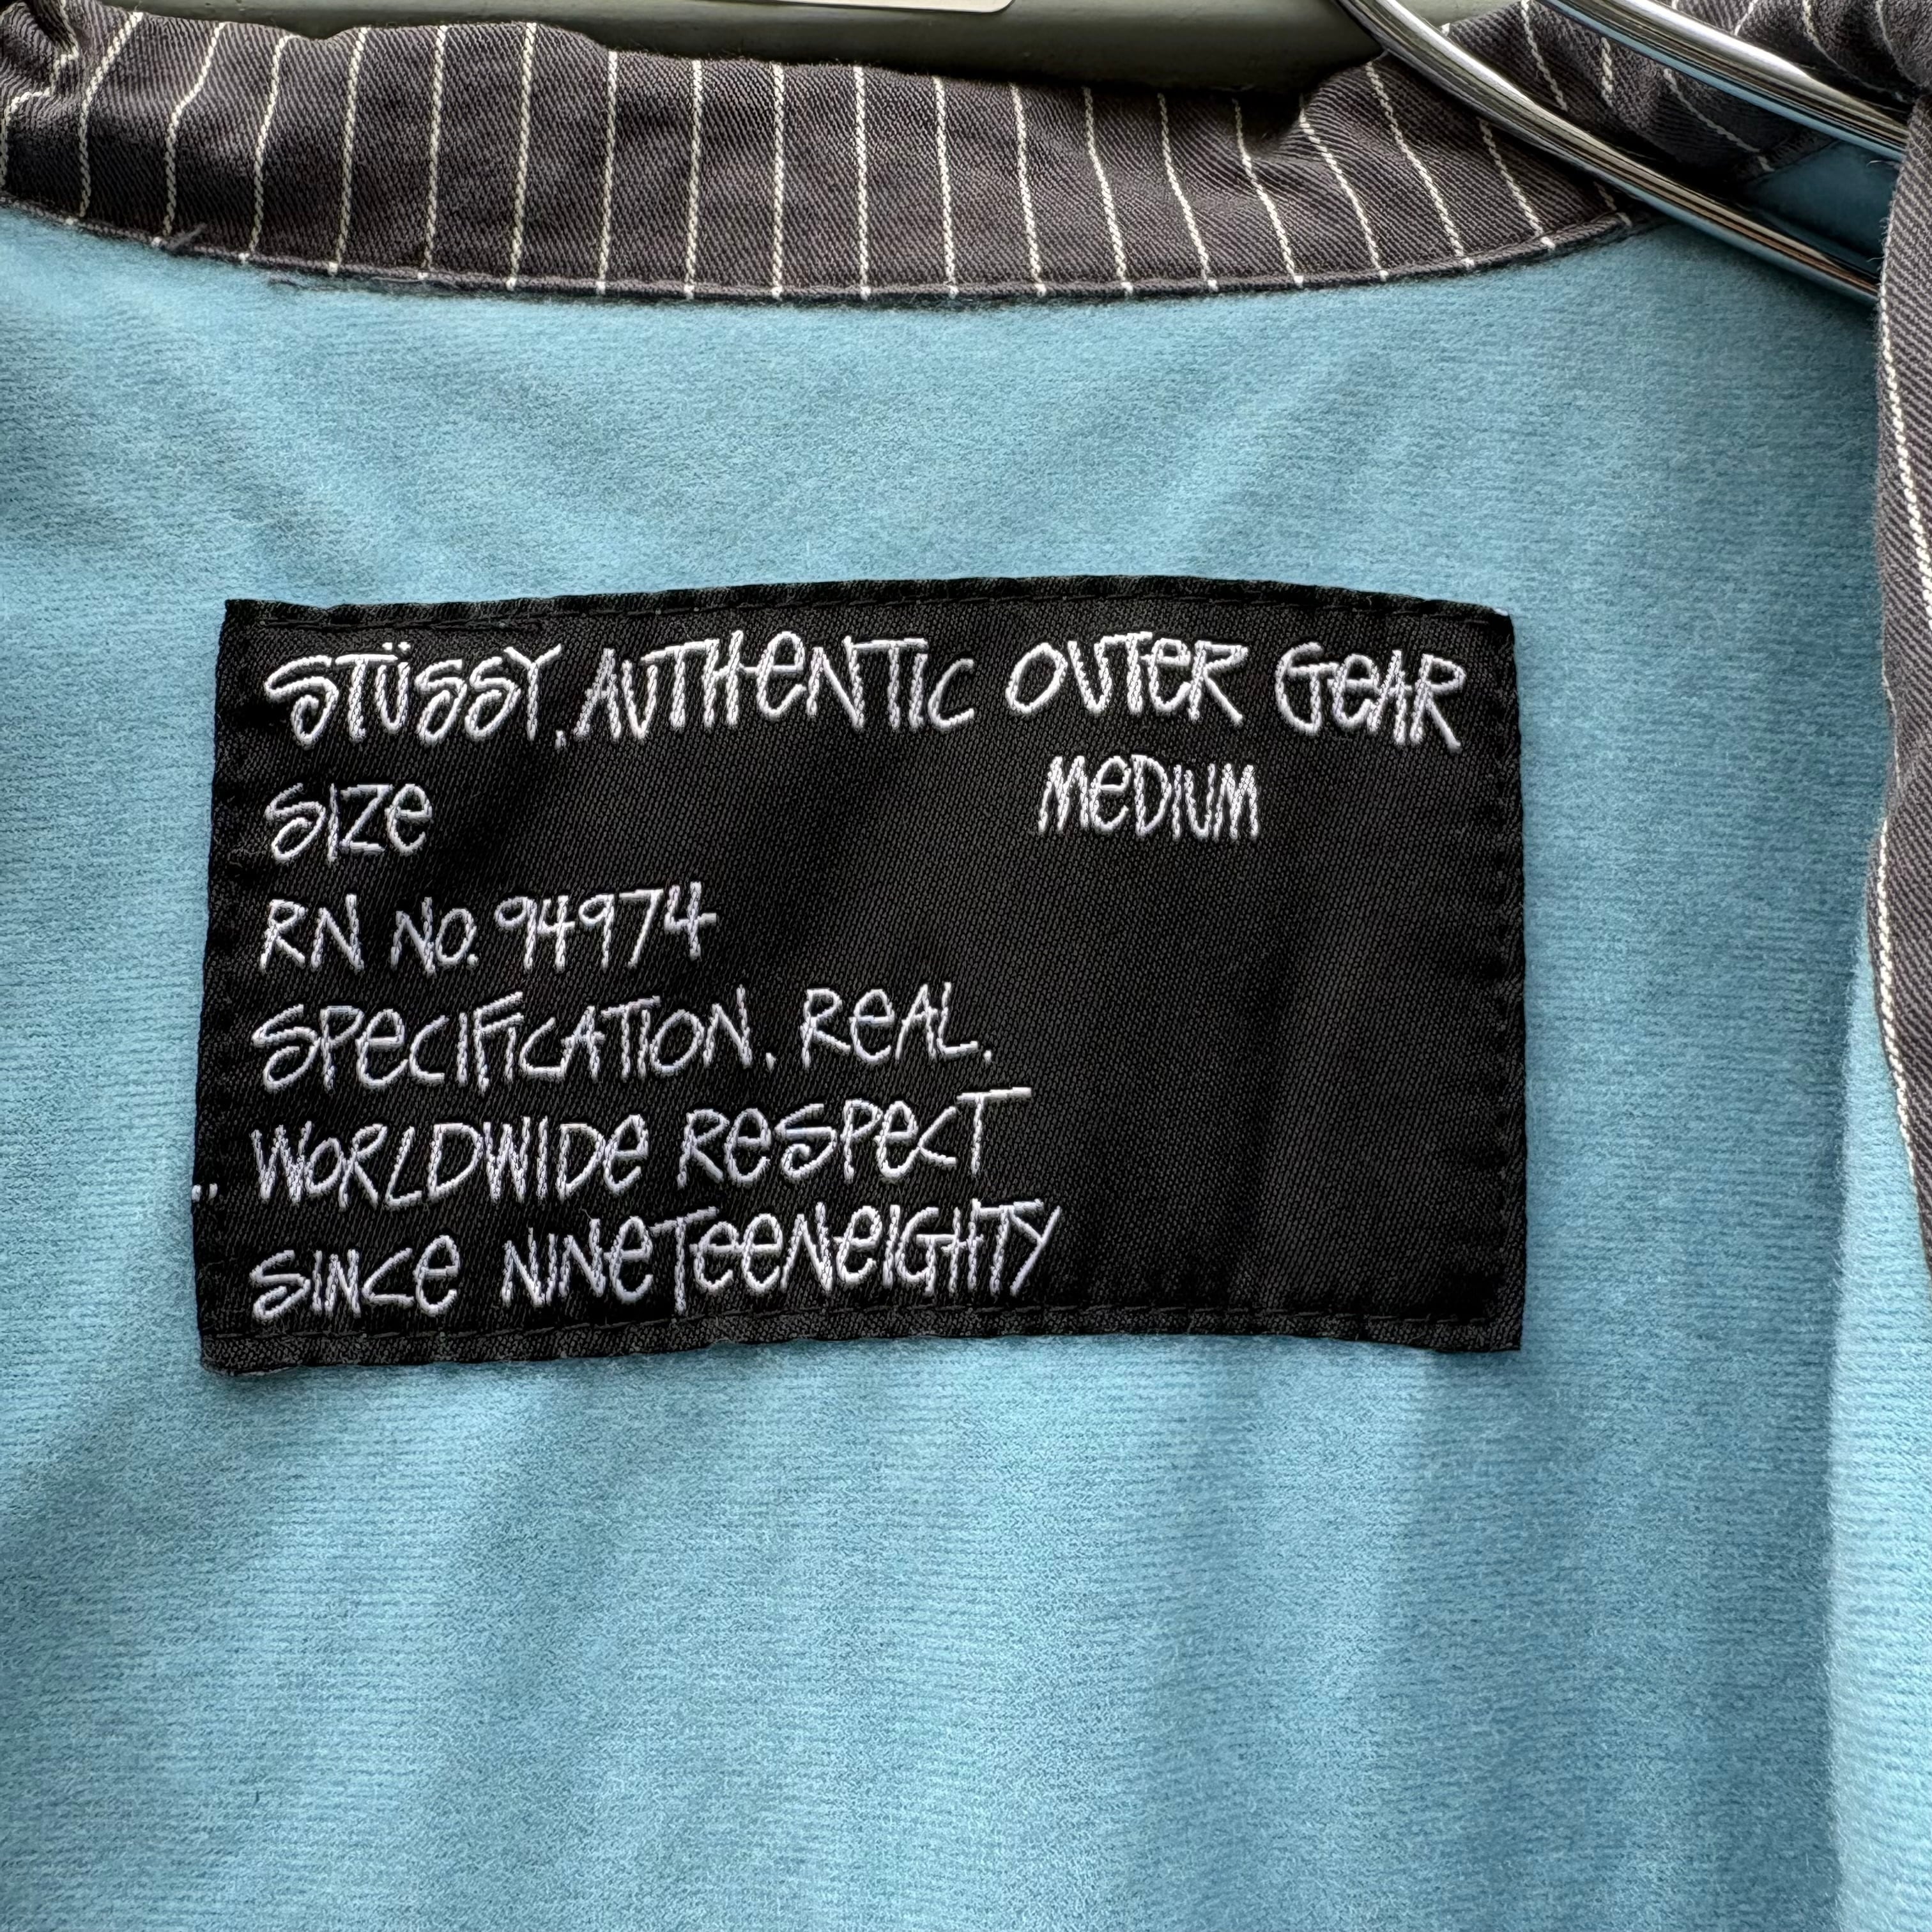 STÜSSY. AUTHeNTIC OUTeR GeAR
SIZe MeDIUM
RN NO. 94974
SPeCIFICATION. ReAL.
WORLDWIDe ReSPeCT
SINCe NINeTeeNeIGHTY